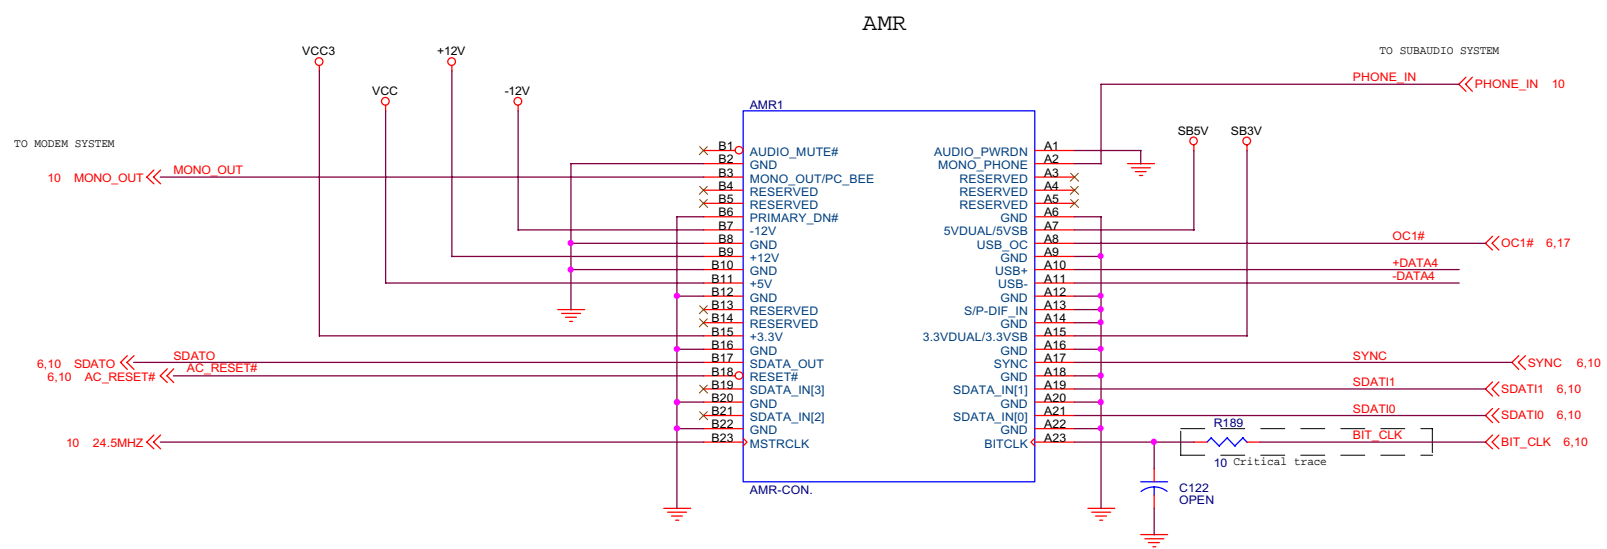 AMR
TO SUBAUDIO SYSTEM
VCC3
+12V
VCC
-12V
PHONE_IN
PHONE_IN 10
AMR1
SB5V
SB3V
TO MODEM SYSTEM
B1 AUDIO_MUTE# AUDIO_PWRDN A1
B2 GND MONO_PHONE A2
10 MONO_OUT MONO_OUT B3 MONO_OUT/PC_BEE RESERVED A3
B4 RESERVED RESERVED A4
B5 RESERVED RESERVED A5
B6 PRIMARY_DN# GND A6
B7 -12V 5VDUAL/5VSB A7
B8 GND USB_OC A8 OC1# OC1# 6,17
B9 +12V GND A9
B10 GND USB+ A10 +DATA4
B11 +5V USB- A11 -DATA4
B12 GND GND A12
B13 RESERVED S/P-DIF_IN A13
B14 RESERVED GND A14
B15 +3.3V 3.3VDUAL/3.3VSB A15
B16 GND GND A16
6,10 SDATO SDATO B17 SDATA_OUT SYNC A17 SYNC SYNC 6,10
6,10 AC_RESET# AC_RESET# B18 RESET# GND A18
B19 SDATA_IN[3] SDATA_IN[1] A19 SDATI1 SDATI1 6,10
B20 GND GND A20
B21 SDATA_IN[2] SDATA_IN[0] A21 SDATI0 SDATI0 6,10
B22 GND GND A22 R189
10 24.5MHZ B23 MSTRCLK BITCLK A23 BIT_CLK BIT_CLK 6,10
10 Critical trace
AMR-CON.
C122
OPEN